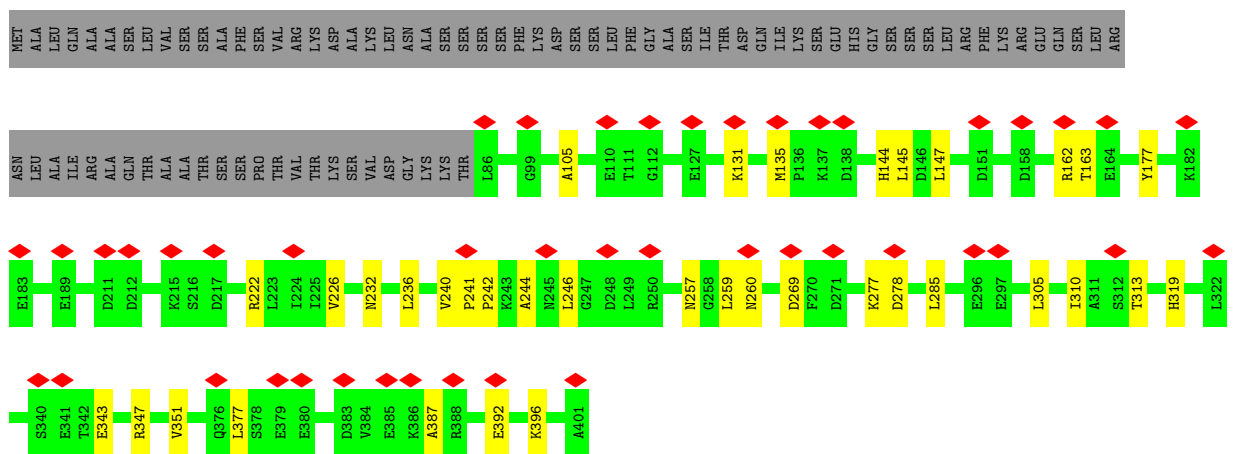 MET ALA LEU GLN ALA ALA SER LEU VAL SER SER ALA PHE SER VAL ARG LYS ASP ALA LYS LEU ASN ALA SER SER SER SER PHE LYS ASP SER SER LEU PHE GLY ALA SER ILE THR ASP GLN ILE LYS SER GLU HIS GLY SER SER SER LEU ARG PHE LYS ARG GLU GLN SER LEU ARG
ASN LEU ALA ILE ARG ALA GLN THR ALA ALA THR SER SER PRO THR VAL THR LYS SER VAL ASP GLY LYS LYS THR L86 G99 A105 E110 T111 G112 E127 K131 M135 P136 K137 D138 H144 L145 D146 L147 D151 D158 R162 T163 E164 Y177 K182
E183 E189 D211 D212 K215 S216 D217 R222 L223 I224 I225 V226 N232 L236 V240 P241 P242 K243 A244 N245 L246 G247 D248 L249 R250 N257 G258 L259 N260 D269 F270 D271 K277 D278 L285 E296 E297 L305 I310 A311 S312 T313 H319 L322
S340 E341 T342 E343 R347 V351 Q376 L377 S378 E379 E380 D383 V384 E385 K386 A387 R388 E392 K396 A401